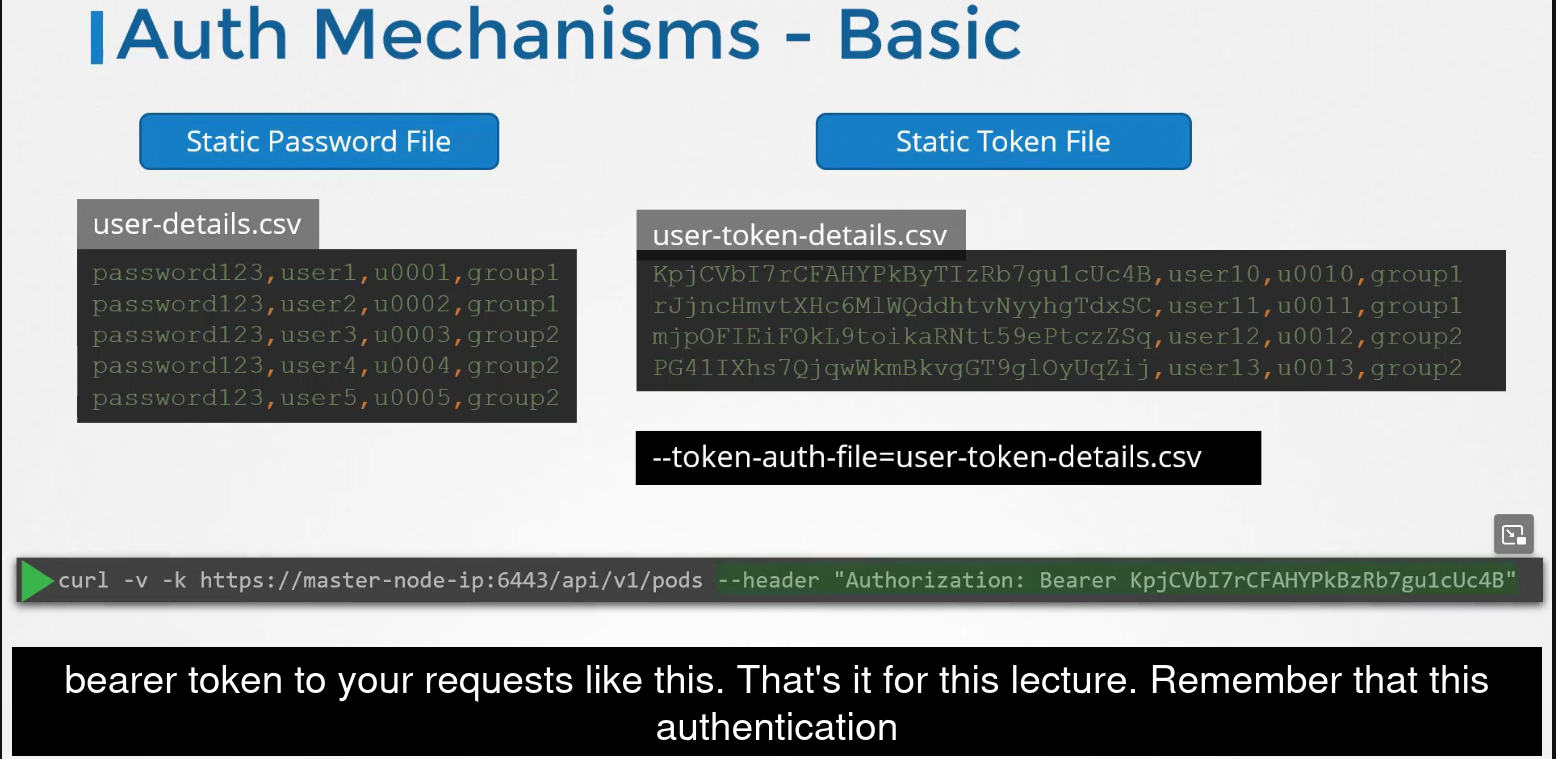 Auth Mechanisms - Basic
Static Password File
Static Token File
user-details.csv
password123,user1,u0001,group1
password123,user2,u0002,group1
password123,user3,u0003,group2
password123,user4,u0004,group2
password123,user5,u0005,group2
user-token-details.csv
KpjCVbI7rCFAHYPkByTIzRb7gu1cUc4B,user10,u0010,group1
rJjncHmvtXHc6MlWQddhtvNyyhgTdxSC,user11,u0011,group1
mjpOFIEiFOkL9toikaRNtt59ePtczZSq,user12,u0012,group2
PG41IXhs7QjqwWkmBkvgGT9glOyUqZij,user13,u0013,group2
--token-auth-file=user-token-details.csv
curl -v -k https://master-node-ip:6443/api/v1/pods --header "Authorization: Bearer KpjCVbI7rCFAHYPkBzRb7gu1cUc4B"
bearer token to your requests like this. That's it for this lecture. Remember that this
authentication